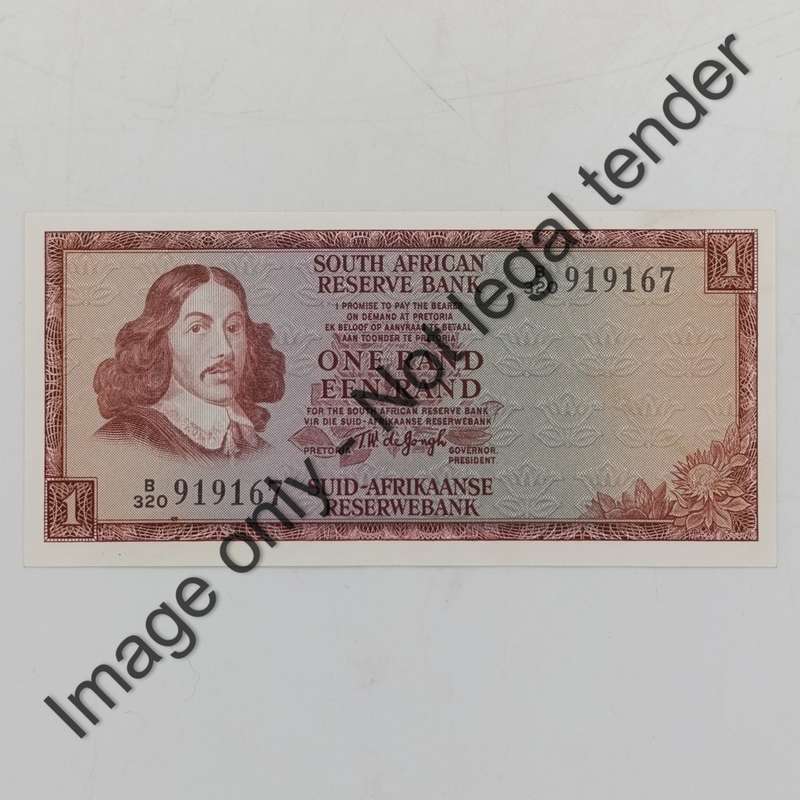 SOUTH AFRICAN
RESERVE BANK
B
320 919167
1
I PROMISE TO PAY THE BEARER
ON DEMAND AT PRETORIA
EK BELOOF OP AANVRAAG TE BETAAL
AAN TOONDER TE PRETORIA
ONE RAND
EEN RAND
FOR THE SOUTH AFRICAN RESERVE BANK
VIR DIE SUID-AFRIKAANSE RESERWEBANK
T.W. de Jongh
PRETORIA GOVERNOR.
PRESIDENT.
B
320 919167
1
SUID-AFRIKAANSE
RESERWEBANK
Image only - Not legal tender